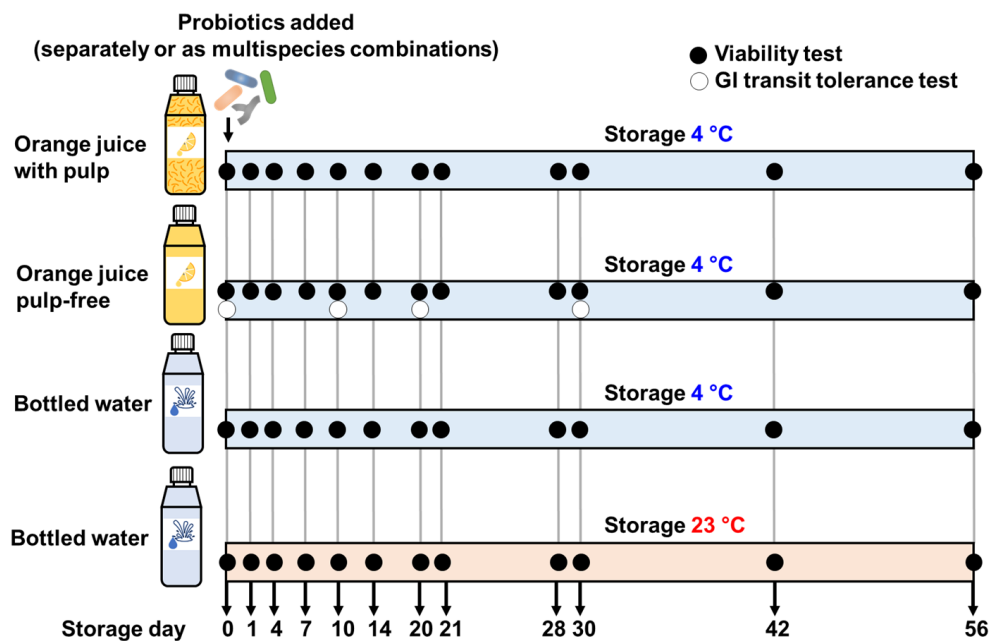 Probiotics added
(separately or as multispecies combinations)
Viability test
GI transit tolerance test
Orange juice
with pulp
Storage 4 °C
Orange juice
pulp-free
Storage 4 °C
Bottled water
Storage 4 °C
Bottled water
Storage 23 °C
Storage day 0 1 4 7 10 14 20 21 28 30 42 56